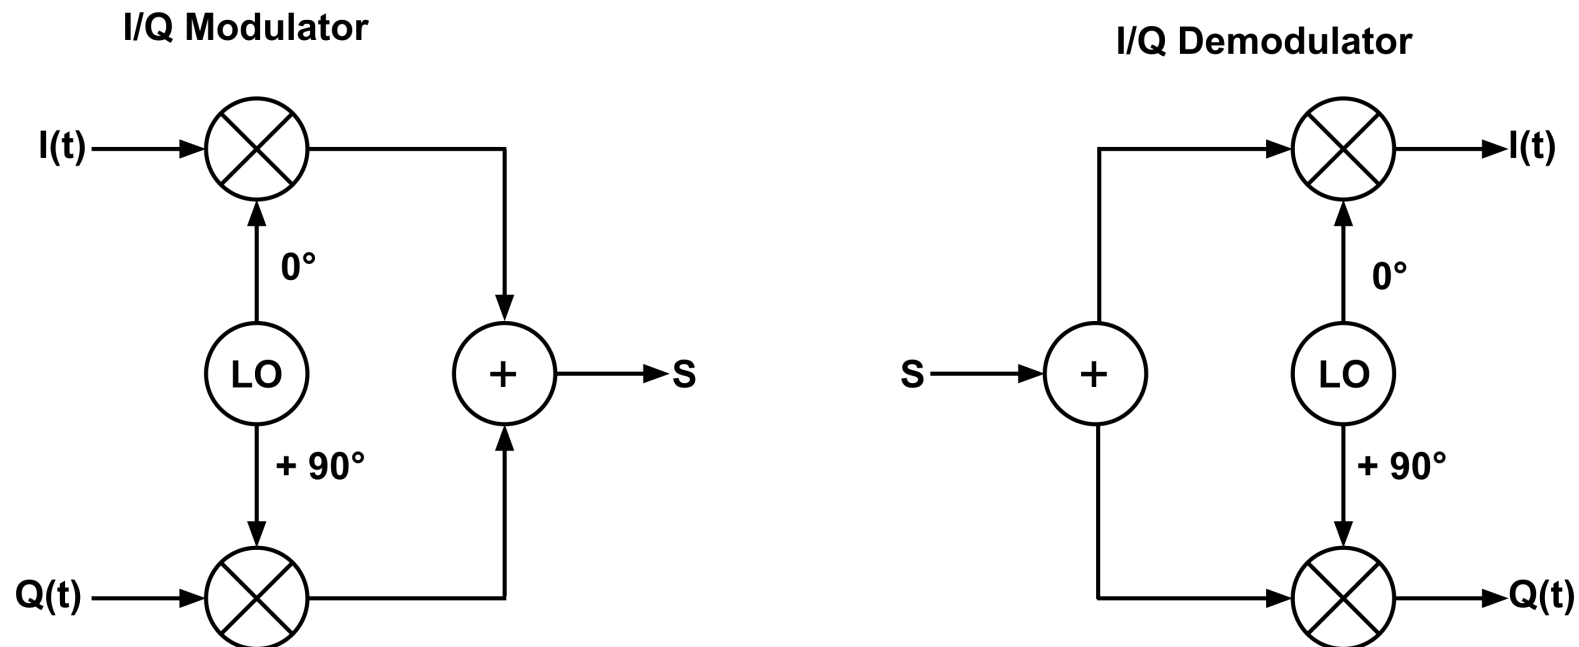 I/Q Modulator
I(t)
0°
LO
+
S
+ 90°
Q(t)
I/Q Demodulator
I(t)
0°
S
+
LO
+ 90°
Q(t)